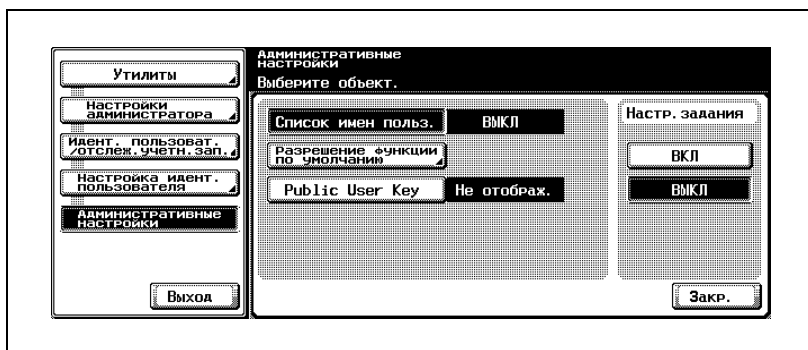 Утилиты
Настройки
администратора
Идент. пользоват.
/отслеж.учетн.зап.
Настройка идент.
пользователя
Административные
настройки
Выход
Административные
настройки
Выберите объект.
Список имен польз.
ВЫКЛ
Разрешение функции
по умолчанию
Public User Key
Не отображ.
Настр.задания
ВКЛ
ВЫКЛ
Закр.